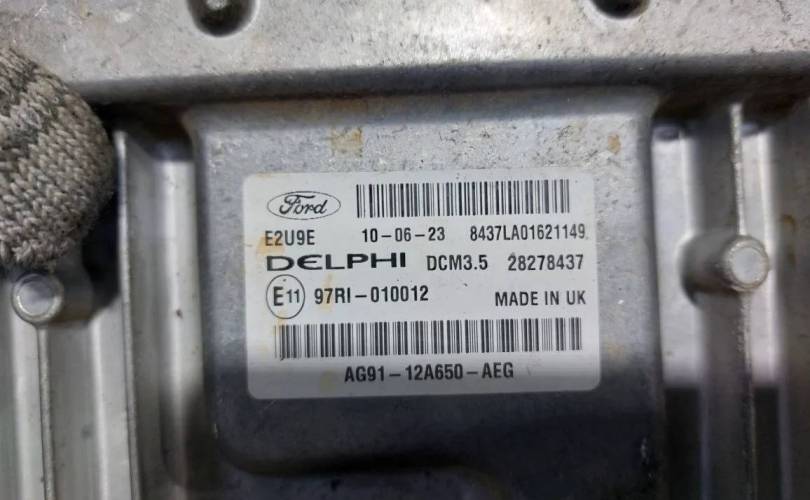 Ford
E2U9E 10-06-23 8437LA01621149
DELPHI DCM3.5 28278437
E11 97RI-010012 MADE IN UK
AG91-12A650-AEG